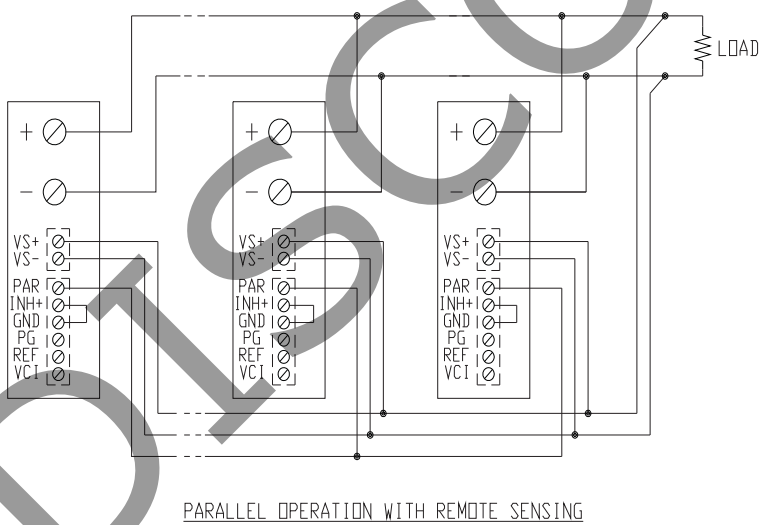 LOAD
+ + +
- - -
VS+ VS+ VS+
VS- VS- VS-
PAR PAR PAR
INH+ INH+ INH+
GND GND GND
PG PG PG
REF REF REF
VCI VCI VCI
DISCO
PARALLEL OPERATION WITH REMOTE SENSING